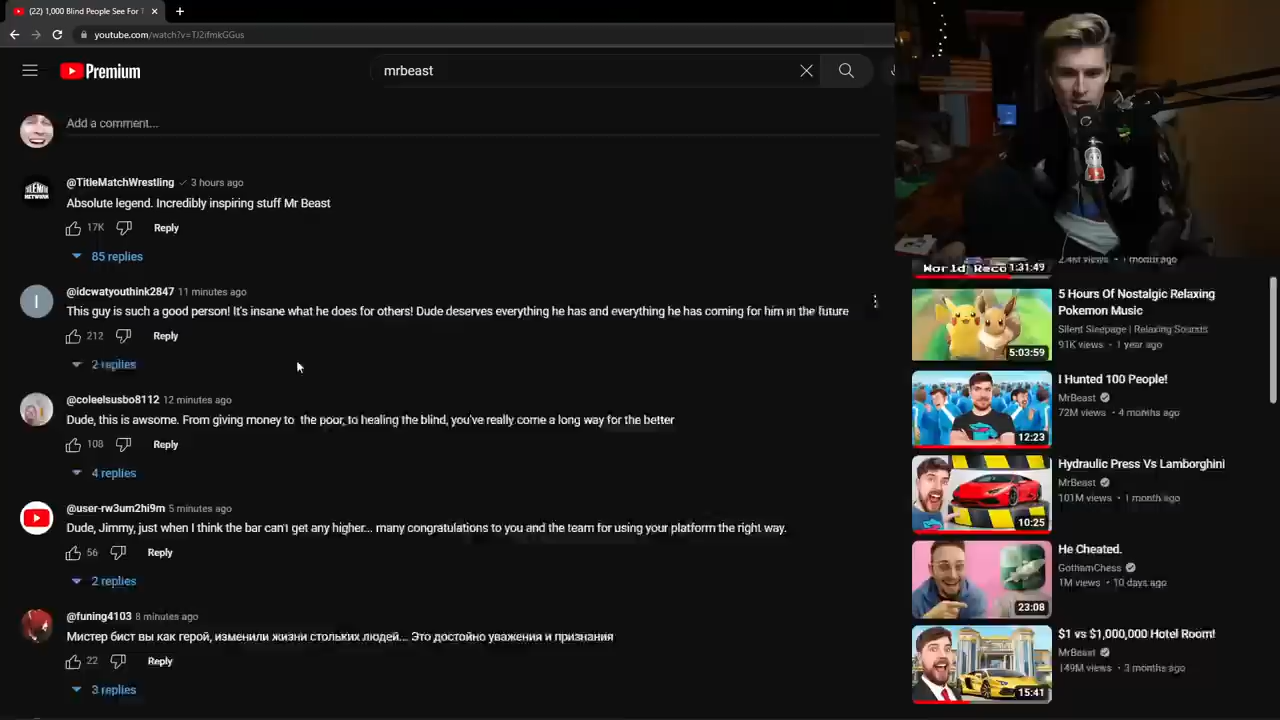 (22) 1,000 Blind People See For T
youtube.com/watch?v=TJ2ifmkGGus
Premium
mrbeast
Add a comment...
@TitleMatchWrestling 3 hours ago
Absolute legend. Incredibly inspiring stuff Mr Beast
17K Reply
85 replies
@idcwatyouthink2847 11 minutes ago
This guy is such a good person! It's insane what he does for others! Dude deserves everything he has and everything he has coming for him in the future
212 Reply
2 replies
@coleelsusbo8112 12 minutes ago
Dude, this is awsome. From giving money to the poor, to healing the blind, you've really come a long way for the better
108 Reply
4 replies
@user-rw3um2hi9m 5 minutes ago
Dude, Jimmy, just when I think the bar can't get any higher... many congratulations to you and the team for using your platform the right way.
56 Reply
2 replies
@funing4103 8 minutes ago
Мистер бист вы как герой, изменили жизни стольких людей... Это достойно уважения и признания
22 Reply
3 replies
World Reco 1:31:49
2.4M views • 1 month ago
5:03:59
5 Hours Of Nostalgic Relaxing
Pokemon Music
Silent Sleepage | Relaxing Sounds
91K views • 1 year ago
12:23
I Hunted 100 People!
MrBeast
72M views • 4 months ago
10:25
Hydraulic Press Vs Lamborghini
MrBeast
101M views • 1 month ago
23:08
He Cheated.
GothamChess
1M views • 10 days ago
15:41
$1 vs $1,000,000 Hotel Room!
MrBeast
149M views • 3 months ago